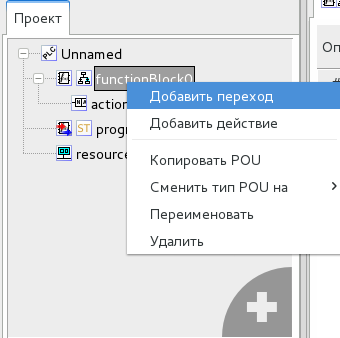 Проект
Оп
Unnamed
functionBlock0
Добавить переход
action
Добавить действие
ST progr
resource
Копировать POU
Сменить тип POU на
Переименовать
Удалить